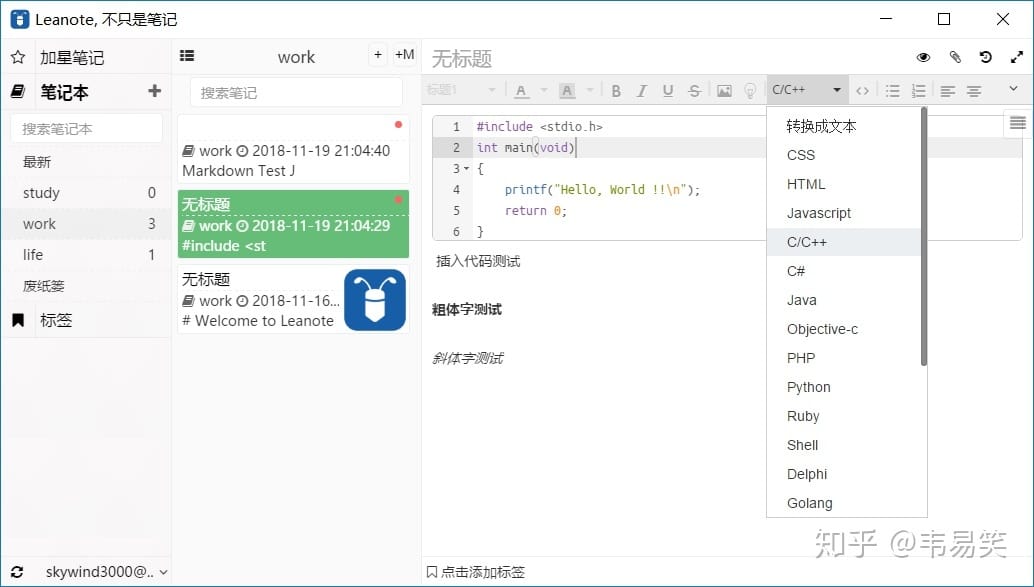 Leanote, 不只是笔记
加星笔记
笔记本
搜索笔记本
最新
study 0
work 3
life 1
废纸篓
标签
skywind3000@..
work + +M
搜索笔记
work 2018-11-19 21:04:40
Markdown Test J
无标题
work 2018-11-19 21:04:29
#include <st
无标题
work 2018-11-16...
# Welcome to Leanote
无标题
标题1 A A B I U S C/C++ <>
1 #include <stdio.h>
2 int main(void)
3 {
4 printf("Hello, World !!\n");
5 return 0;
6 }
插入代码测试
粗体字测试
斜体字测试
转换成文本
CSS
HTML
Javascript
C/C++
C#
Java
Objective-c
PHP
Python
Ruby
Shell
Delphi
Golang
点击添加标签
知乎 @韦易笑